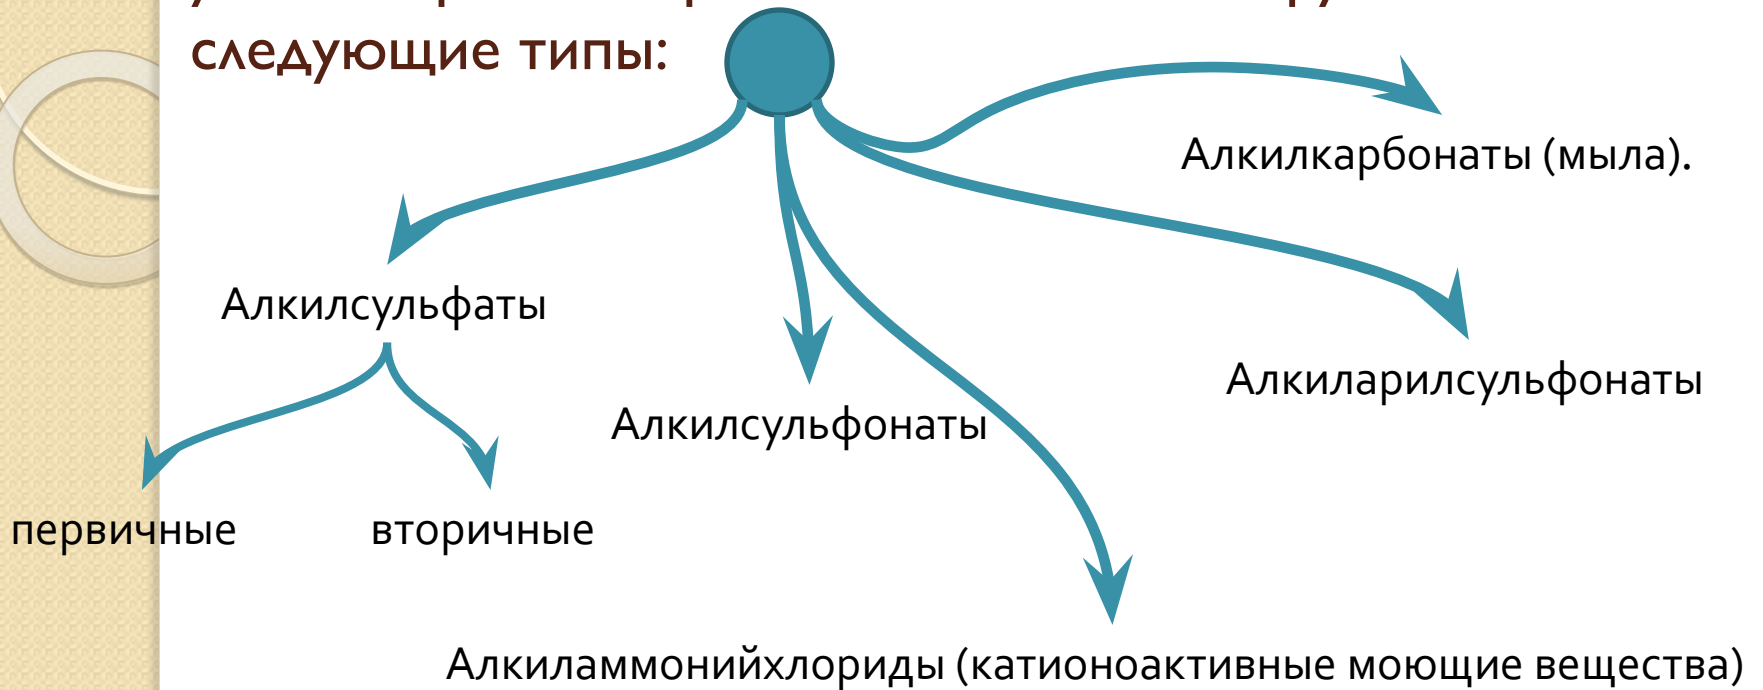 следующие типы:
Алкилкарбонаты (мыла).
Алкилсульфаты
Алкиларилсульфонаты
Алкилсульфонаты
первичные
вторичные
Алкиламмонийхлориды (катионоактивные моющие вещества)